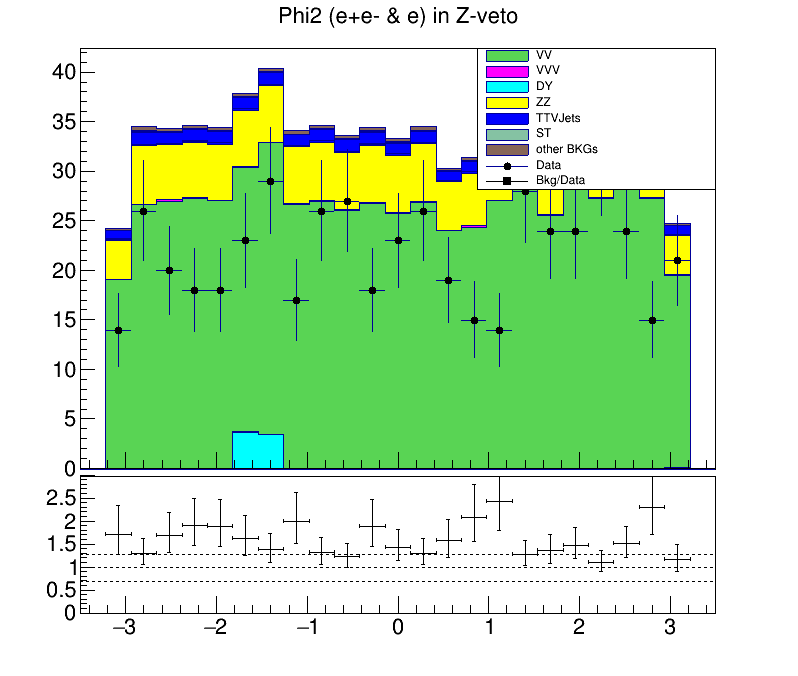 Phi2 (e+e- & e) in Z-veto
VV
VVV
DY
ZZ
TTVJets
ST
other BKGs
Data
Bkg/Data
40
35
30
25
20
15
10
5
0
2.5
2
1.5
1
0.5
0
−3 −2 −1 0 1 2 3